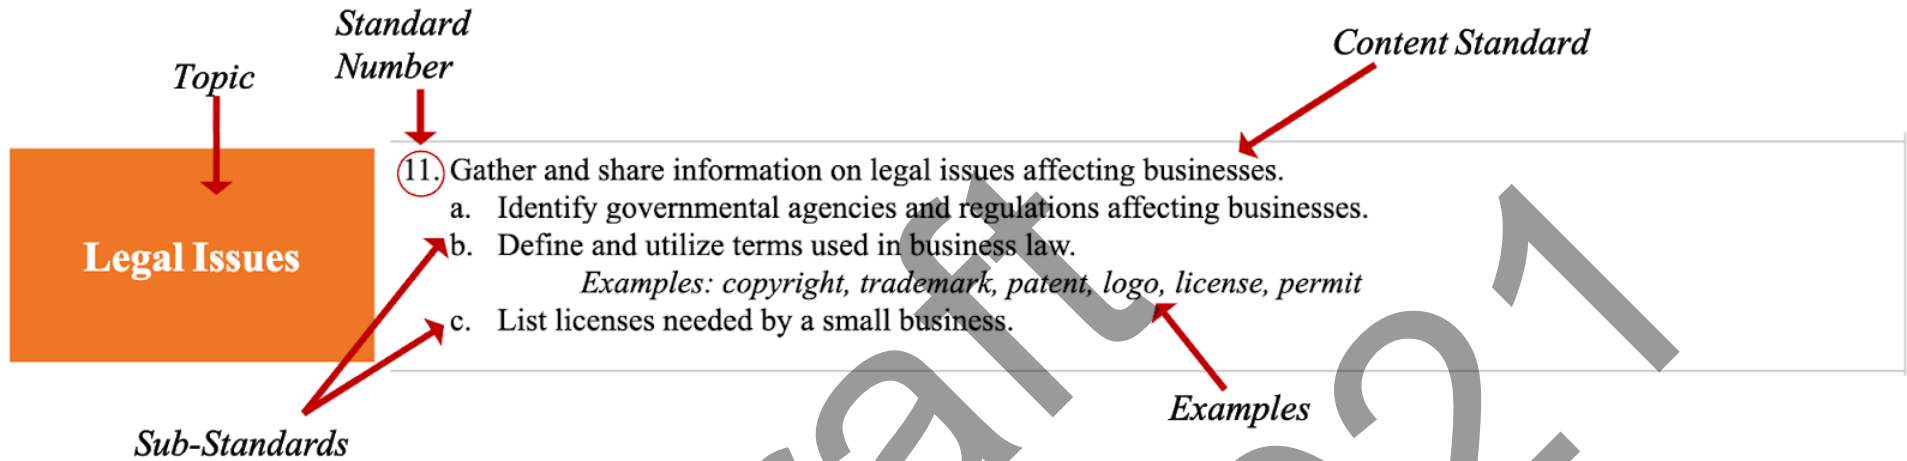 Standard
Number
Content Standard
Topic
11. Gather and share information on legal issues affecting businesses.
a. Identify governmental agencies and regulations affecting businesses.
Legal Issues
b. Define and utilize terms used in business law.
Examples: copyright, trademark, patent, logo, license, permit
c. List licenses needed by a small business.
Examples
Sub-Standards